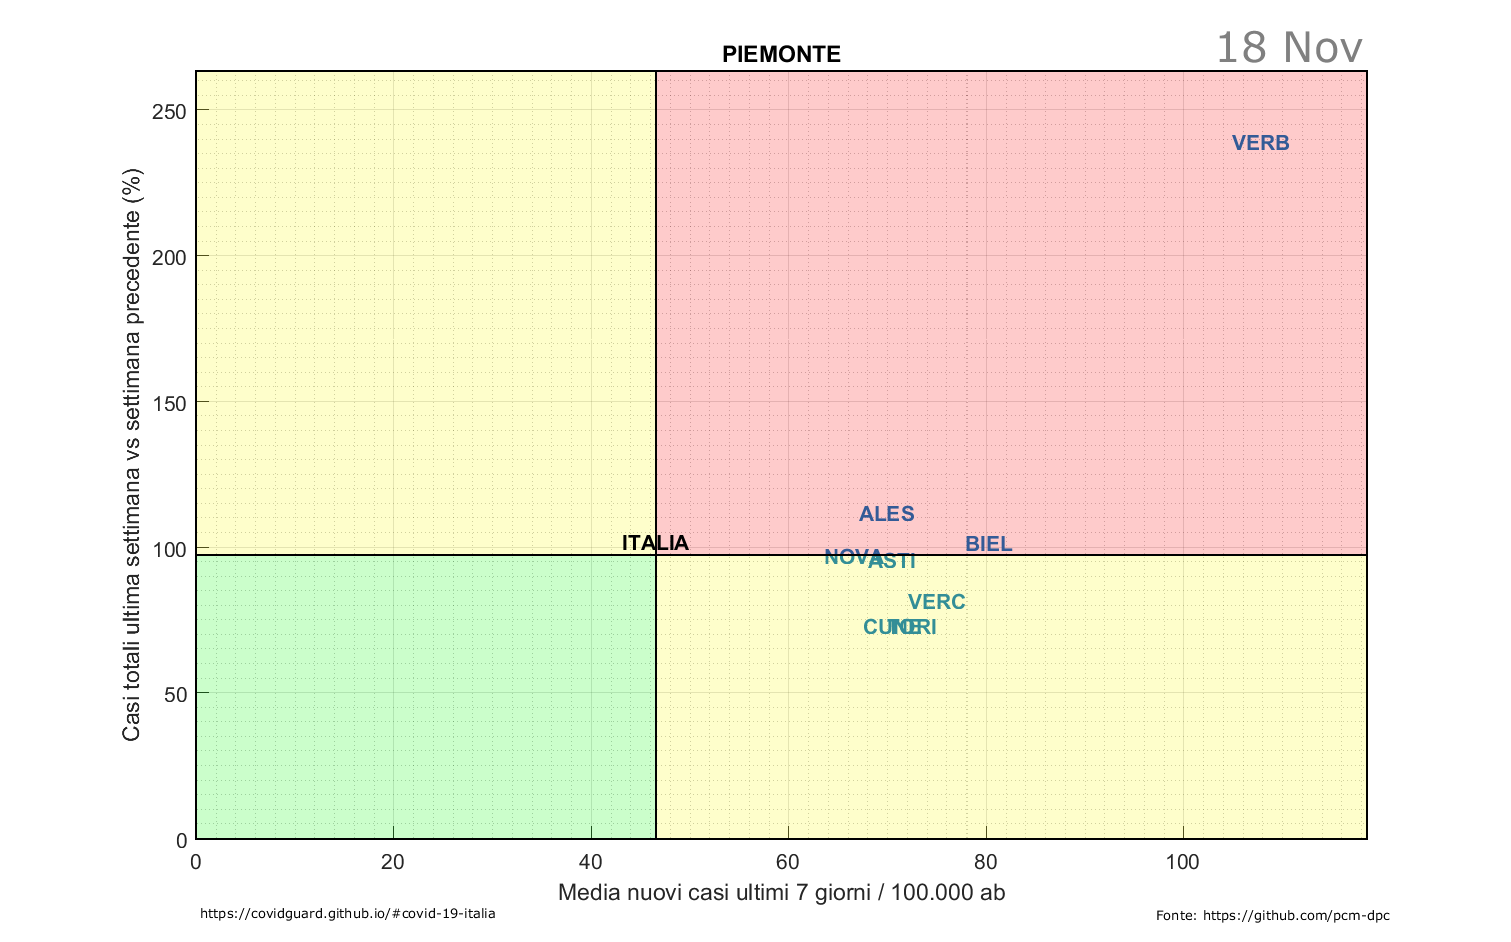 PIEMONTE
18 Nov
250
200
150
100
50
0
Casi totali ultima settimana vs settimana precedente (%)
VERB
ALES
ITALIA
BIEL
NOVA
ASTI
VERC
CUNE
TORI
0
20
40
60
80
100
Media nuovi casi ultimi 7 giorni / 100.000 ab
https://covidguard.github.io/#covid-19-italia
Fonte: https://github.com/pcm-dpc